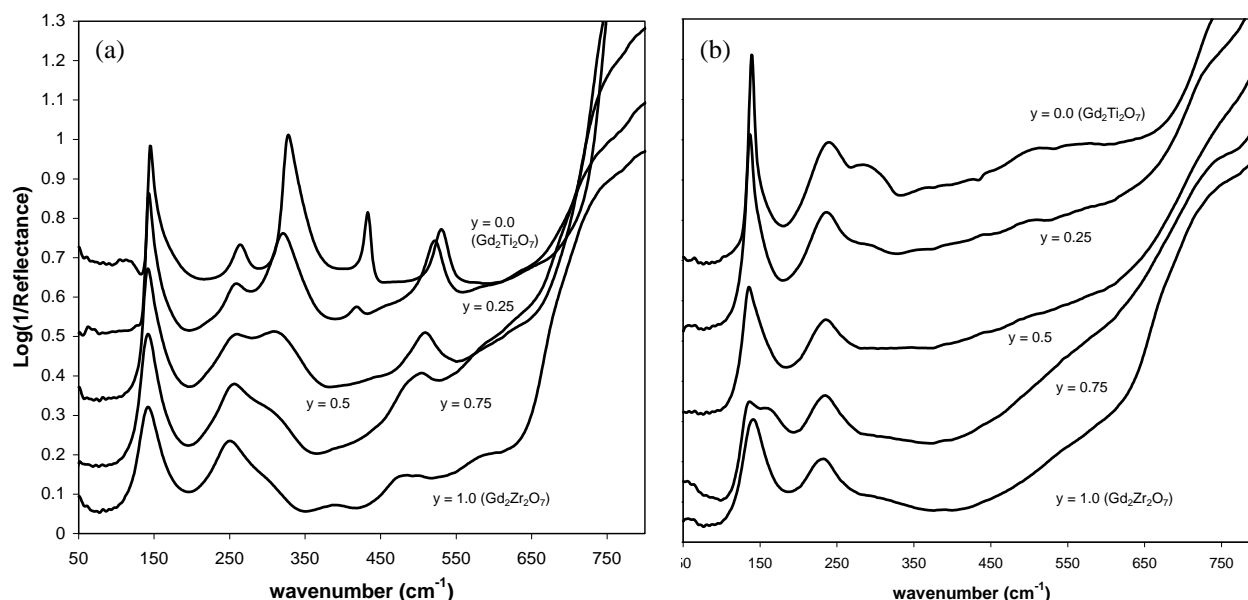 (a)
Log(1/Reflectance)
1.3
1.2
1.1
1
0.9
0.8
0.7
0.6
0.5
0.4
0.3
0.2
0.1
0
y = 0.0
(Gd₂Ti₂O₇)
y = 0.25
y = 0.5
y = 0.75
y = 1.0 (Gd₂Zr₂O₇)
50 150 250 350 450 550 650 750
wavenumber (cm⁻¹)
(b)
y = 0.0 (Gd₂Ti₂O₇)
y = 0.25
y = 0.5
y = 0.75
y = 1.0 (Gd₂Zr₂O₇)
50 150 250 350 450 550 650 750
wavenumber (cm⁻¹)